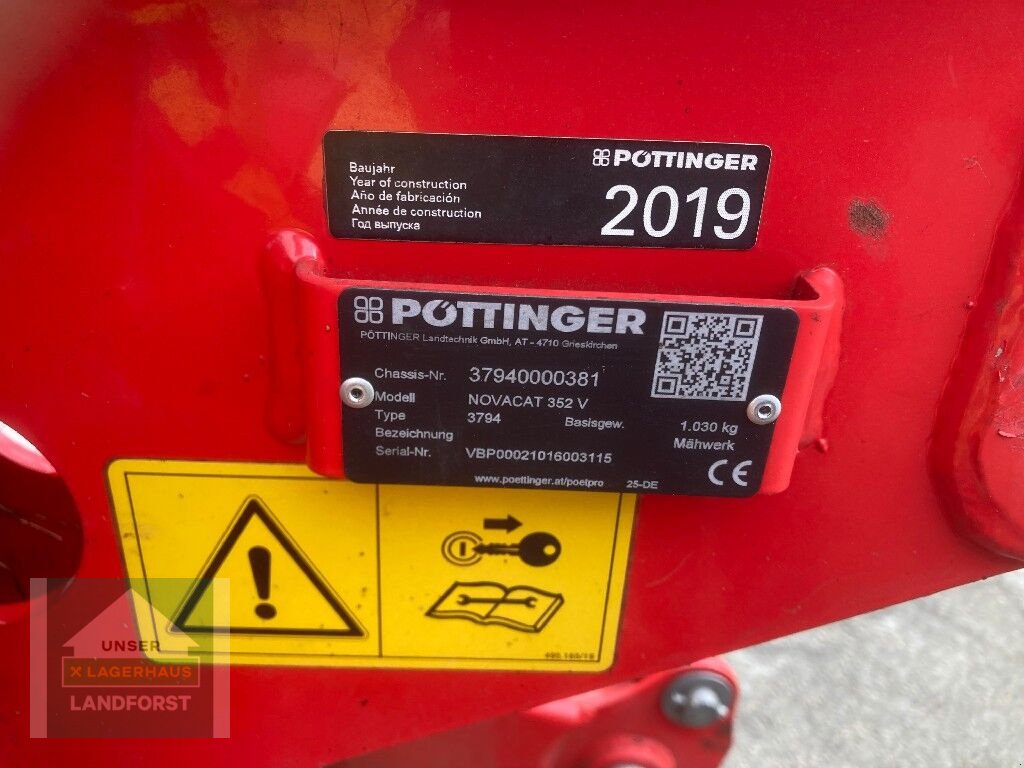 Baujahr
Year of construction
Año de fabricación
Année de construction
Год выпуска
PÖTTINGER
2019
PÖTTINGER
PÖTTINGER Landtechnik GmbH, AT - 4710 Grieskirchen
Chassis-Nr. 37940000381
Modell NOVACAT 352 V
Type 3794 Basisgew. 1.030 kg
Bezeichnung Mähwerk
Serial-Nr. VBP00021016003115
www.poettinger.at/poetpro 25-DE
CE
UNSER
X LAGERHAUS
LANDFORST